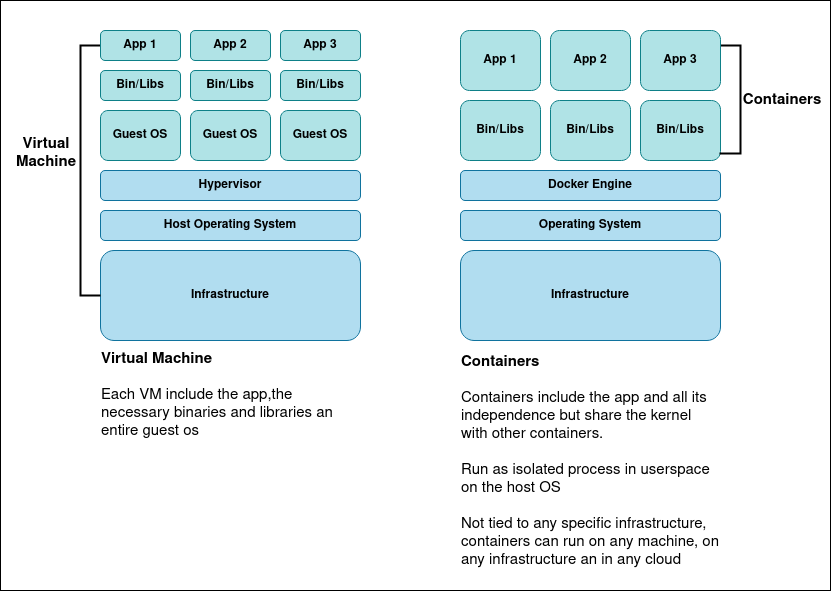 App 1
App 2
App 3
Bin/Libs
Bin/Libs
Bin/Libs
Guest OS
Guest OS
Guest OS
Virtual
Machine
Hypervisor
Host Operating System
Infrastructure
Virtual Machine
Each VM include the app,the
necessary binaries and libraries an
entire guest os
App 1
App 2
App 3
Containers
Bin/Libs
Bin/Libs
Bin/Libs
Docker Engine
Operating System
Infrastructure
Containers
Containers include the app and all its
independence but share the kernel
with other containers.
Run as isolated process in userspace
on the host OS
Not tied to any specific infrastructure,
containers can run on any machine, on
any infrastructure an in any cloud